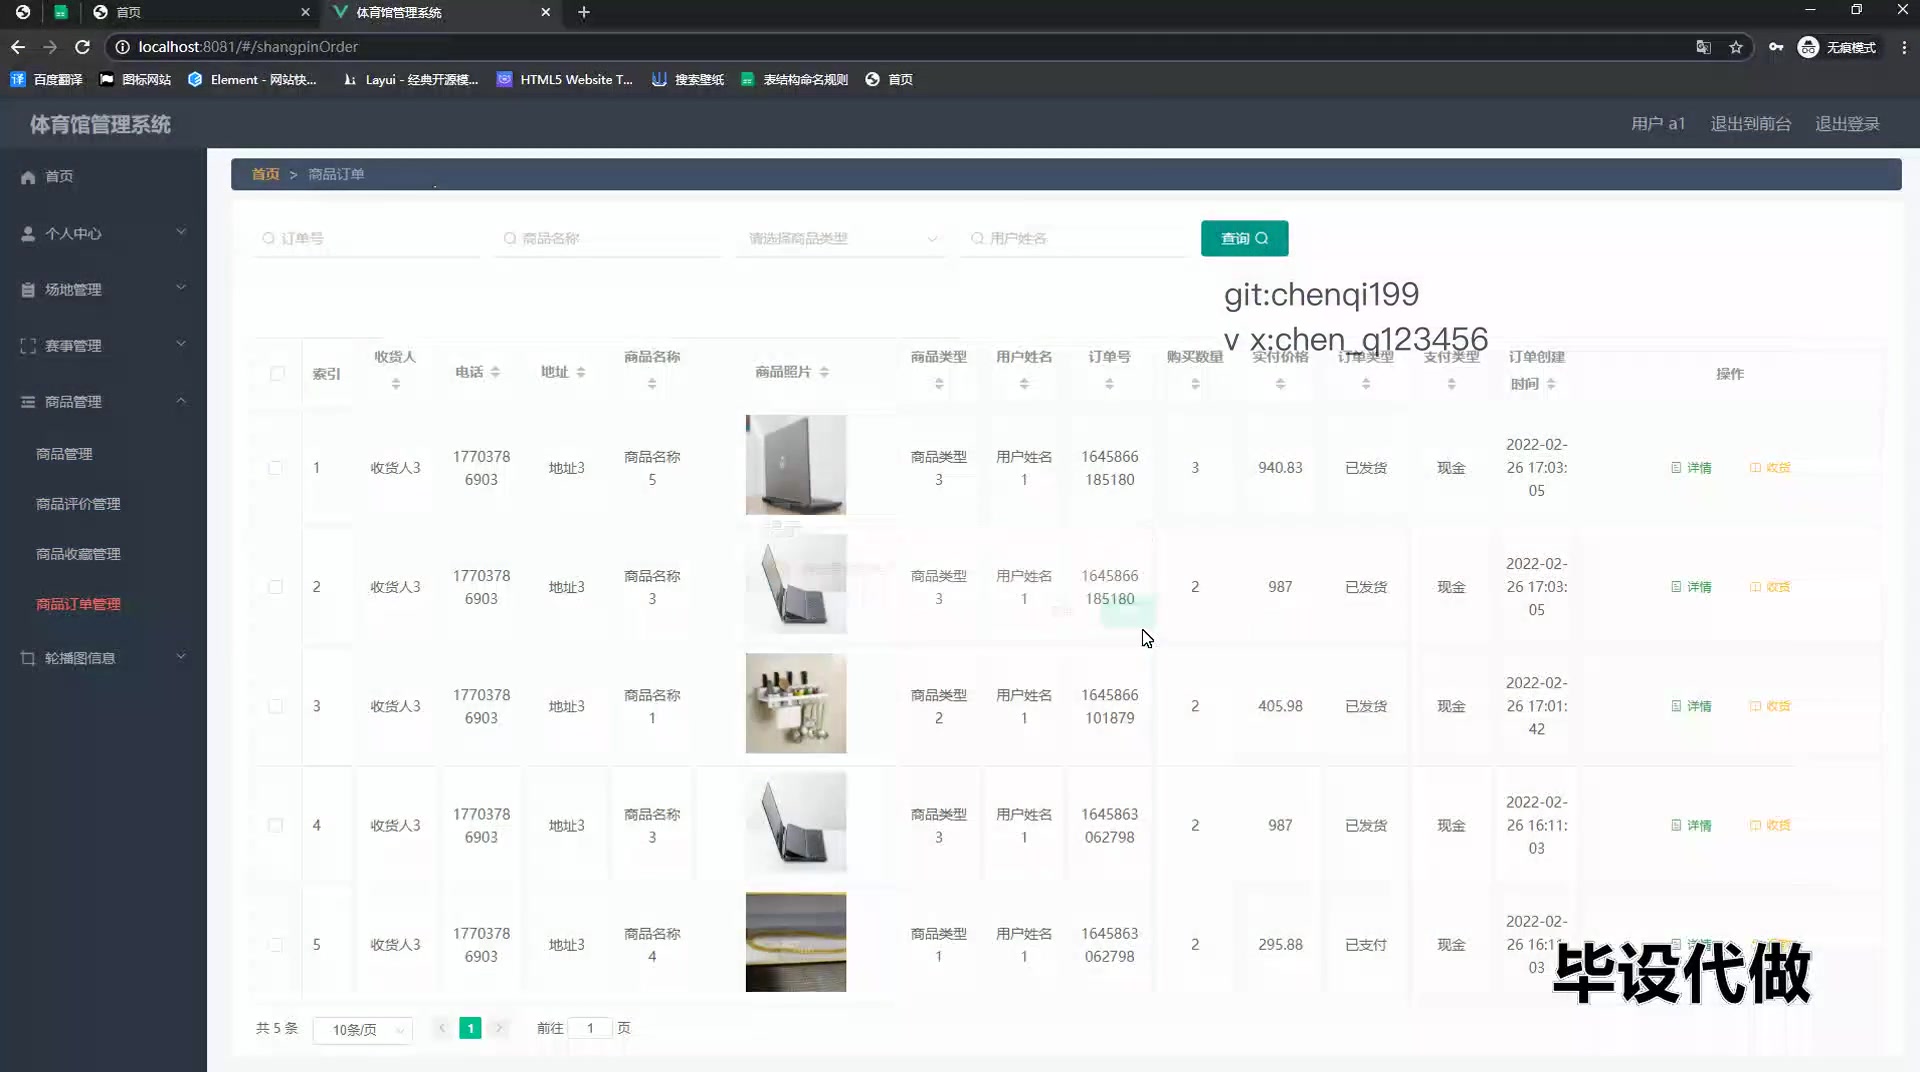 首页
体育馆管理系统
localhost:8081/#/shangpinOrder
无痕模式
百度翻译
图标网站
Element - 网站快...
Layui - 经典开源模...
HTML5 Website T...
搜索壁纸
表结构命名规则
首页
体育馆管理系统
用户 a1
退出到前台
退出登录
首页
个人中心
场地管理
赛事管理
商品管理
商品管理
商品评价管理
商品收藏管理
商品订单管理
轮播图信息
首页 > 商品订单
订单号
商品名称
请选择商品类型
用户姓名
查询
git:chenqi199
v x:chen_q123456
索引 收货人 电话 地址 商品名称 商品照片 商品类型 用户姓名 订单号 购买数量 实付价格 订单类型 支付类型 订单创建时间 操作
1 收货人3 17703786903 地址3 商品名称5 商品类型3 用户姓名1 1645866185180 3 940.83 已发货 现金 2022-02-26 17:03:05 详情 收货
2 收货人3 17703786903 地址3 商品名称3 商品类型3 用户姓名1 1645866185180 2 987 已发货 现金 2022-02-26 17:03:05 详情 收货
3 收货人3 17703786903 地址3 商品名称1 商品类型2 用户姓名1 1645866101879 2 405.98 已发货 现金 2022-02-26 17:01:42 详情 收货
4 收货人3 17703786903 地址3 商品名称3 商品类型3 用户姓名1 1645863062798 2 987 已发货 现金 2022-02-26 16:11:03 详情 收货
5 收货人3 17703786903 地址3 商品名称4 商品类型1 用户姓名1 1645863062798 2 295.88 已支付 现金 2022-02-26 16:11:03 详情
毕设代做
共 5 条
10条/页
1
前往 1 页